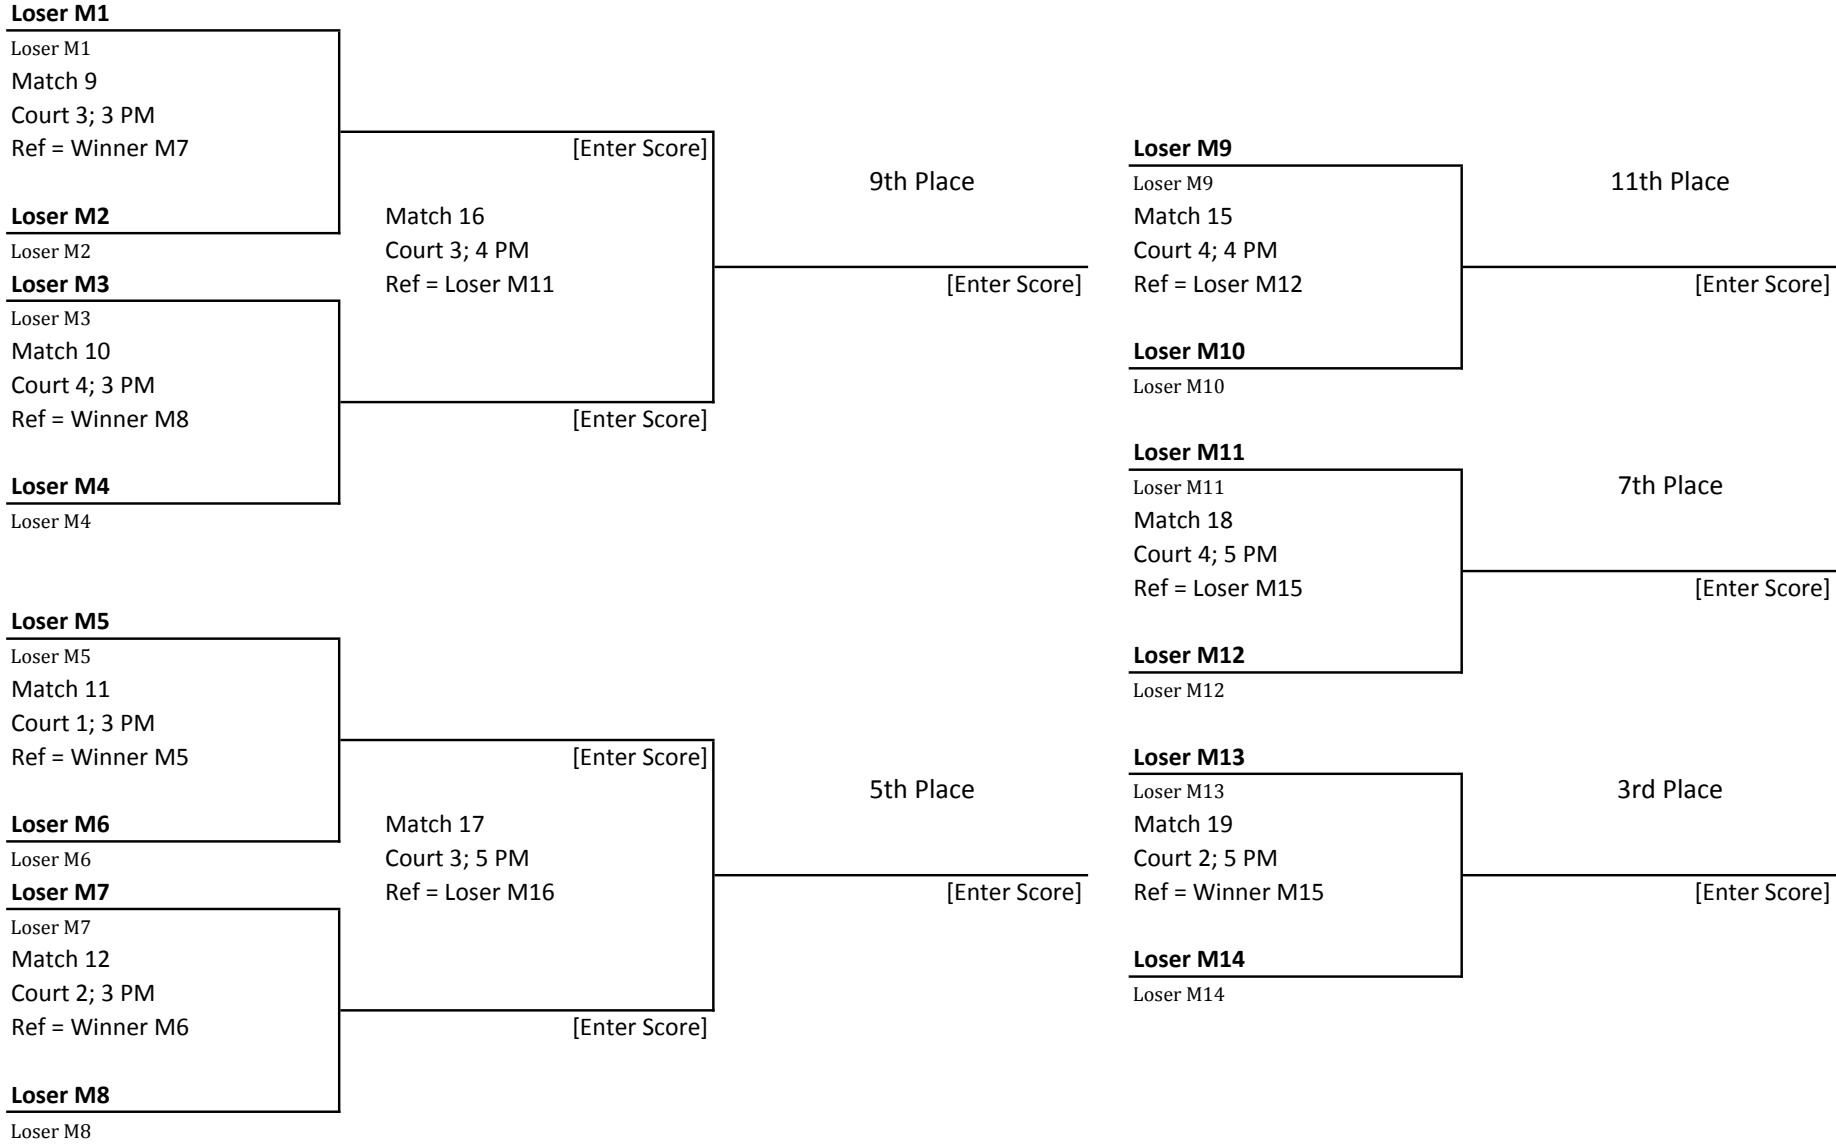 Loser M1
Loser M1
Match 9
Court 3; 3 PM
Ref = Winner M7
Loser M2
Loser M2
Loser M3
Loser M3
Match 10
Court 4; 3 PM
Ref = Winner M8
Loser M4
Loser M4
[Enter Score]
Match 16
Court 3; 4 PM
Ref = Loser M11
[Enter Score]
9th Place
[Enter Score]
Loser M5
Loser M5
Match 11
Court 1; 3 PM
Ref = Winner M5
Loser M6
Loser M6
Loser M7
Loser M7
Match 12
Court 2; 3 PM
Ref = Winner M6
Loser M8
Loser M8
[Enter Score]
Match 17
Court 3; 5 PM
Ref = Loser M16
[Enter Score]
5th Place
[Enter Score]
Loser M9
Loser M9
Match 15
Court 4; 4 PM
Ref = Loser M12
Loser M10
Loser M10
11th Place
[Enter Score]
Loser M11
Loser M11
Match 18
Court 4; 5 PM
Ref = Loser M15
Loser M12
Loser M12
7th Place
[Enter Score]
Loser M13
Loser M13
Match 19
Court 2; 5 PM
Ref = Winner M15
Loser M14
Loser M14
3rd Place
[Enter Score]